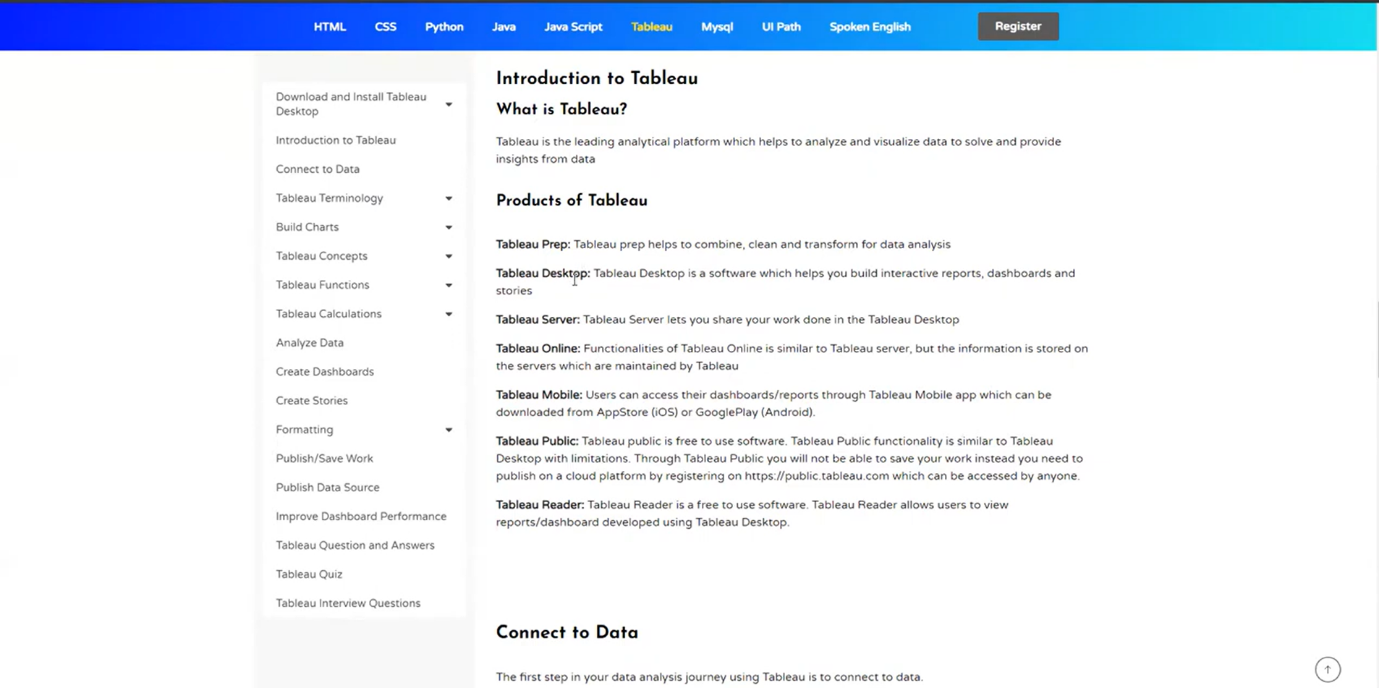 HTML CSS Python Java Java Script Tableau Mysql UI Path Spoken English Register
Download and Install Tableau
Desktop
Introduction to Tableau
Connect to Data
Tableau Terminology
Build Charts
Tableau Concepts
Tableau Functions
Tableau Calculations
Analyze Data
Create Dashboards
Create Stories
Formatting
Publish/Save Work
Publish Data Source
Improve Dashboard Performance
Tableau Question and Answers
Tableau Quiz
Tableau Interview Questions
Introduction to Tableau
What is Tableau?
Tableau is the leading analytical platform which helps to analyze and visualize data to solve and provide
insights from data
Products of Tableau
Tableau Prep: Tableau prep helps to combine, clean and transform for data analysis
Tableau Desktop: Tableau Desktop is a software which helps you build interactive reports, dashboards and
stories
Tableau Server: Tableau Server lets you share your work done in the Tableau Desktop
Tableau Online: Functionalities of Tableau Online is similar to Tableau server, but the information is stored on
the servers which are maintained by Tableau
Tableau Mobile: Users can access their dashboards/reports through Tableau Mobile app which can be
downloaded from AppStore (iOS) or GooglePlay (Android).
Tableau Public: Tableau public is free to use software. Tableau Public functionality is similar to Tableau
Desktop with limitations. Through Tableau Public you will not be able to save your work instead you need to
publish on a cloud platform by registering on https://public.tableau.com which can be accessed by anyone.
Tableau Reader: Tableau Reader is a free to use software. Tableau Reader allows users to view
reports/dashboard developed using Tableau Desktop.
Connect to Data
The first step in your data analysis journey using Tableau is to connect to data.